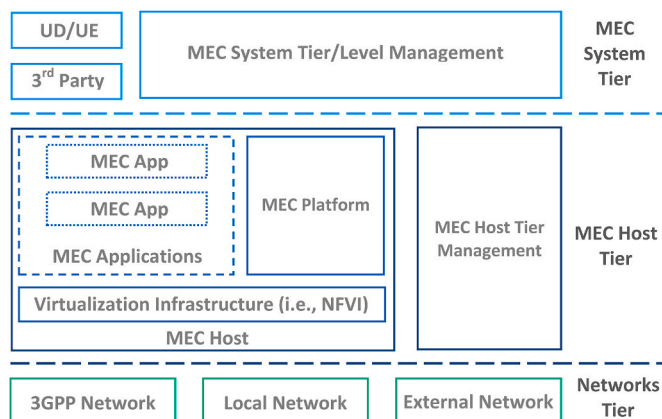 UD/UE
3rd Party
MEC System Tier/Level Management
MEC
System
Tier
MEC App
MEC App
MEC Applications
MEC Platform
Virtualization Infrastructure (i.e., NFVI)
MEC Host
MEC Host Tier
Management
MEC Host
Tier
3GPP Network
Local Network
External Network
Networks
Tier